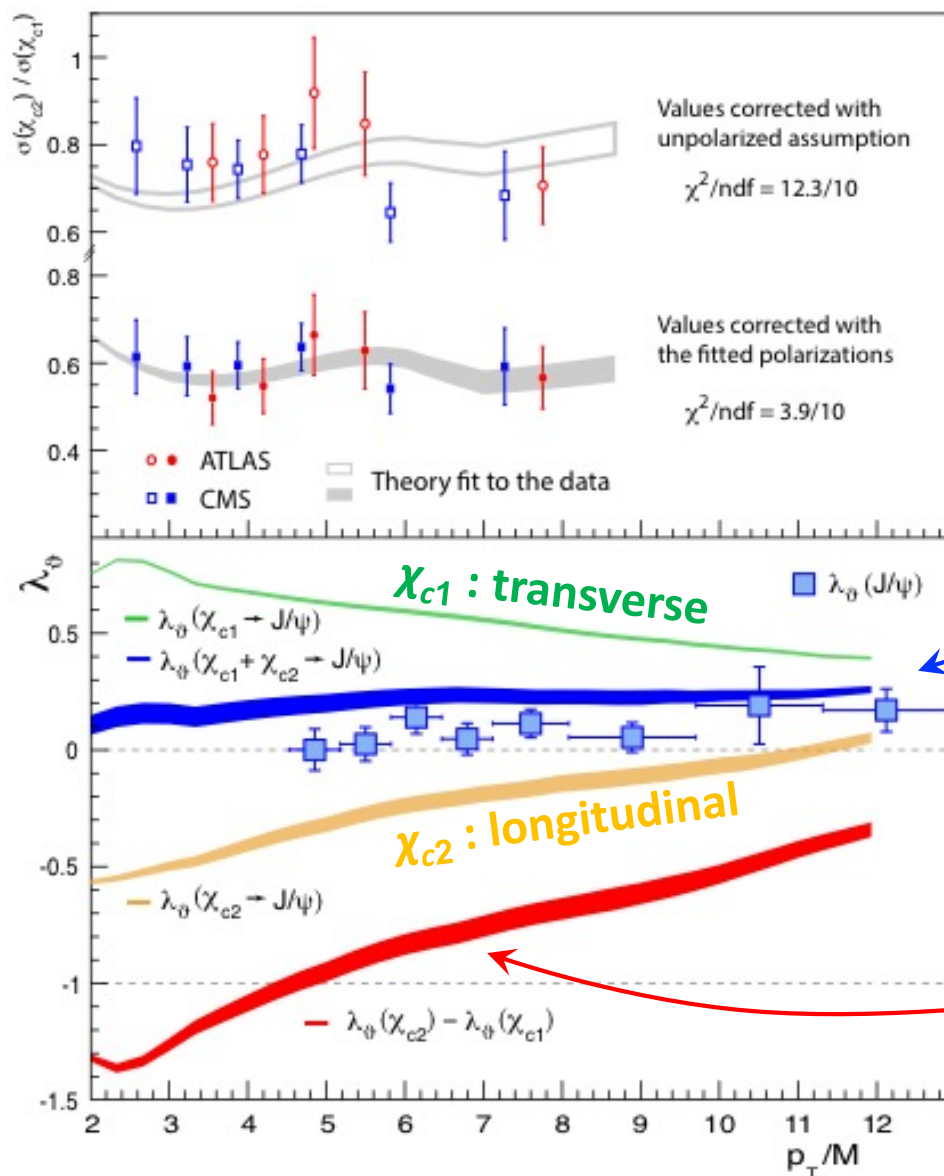 σ(χc2) / σ(χc1)
1
0.8
0.6
0.8
0.6
0.4
Values corrected with
unpolarized assumption
χ²/ndf = 12.3/10
Values corrected with
the fitted polarizations
χ²/ndf = 3.9/10
ATLAS
CMS
Theory fit to the data
λϑ
0.5
0
-0.5
-1
-1.5
χc1 : transverse
λϑ (J/ψ)
λϑ (χc1 → J/ψ)
λϑ (χc1 + χc2 → J/ψ)
χc2 : longitudinal
λϑ (χc2 → J/ψ)
λϑ (χc2) − λϑ (χc1)
2 3 4 5 6 7 8 9 10 11 12
pT/M